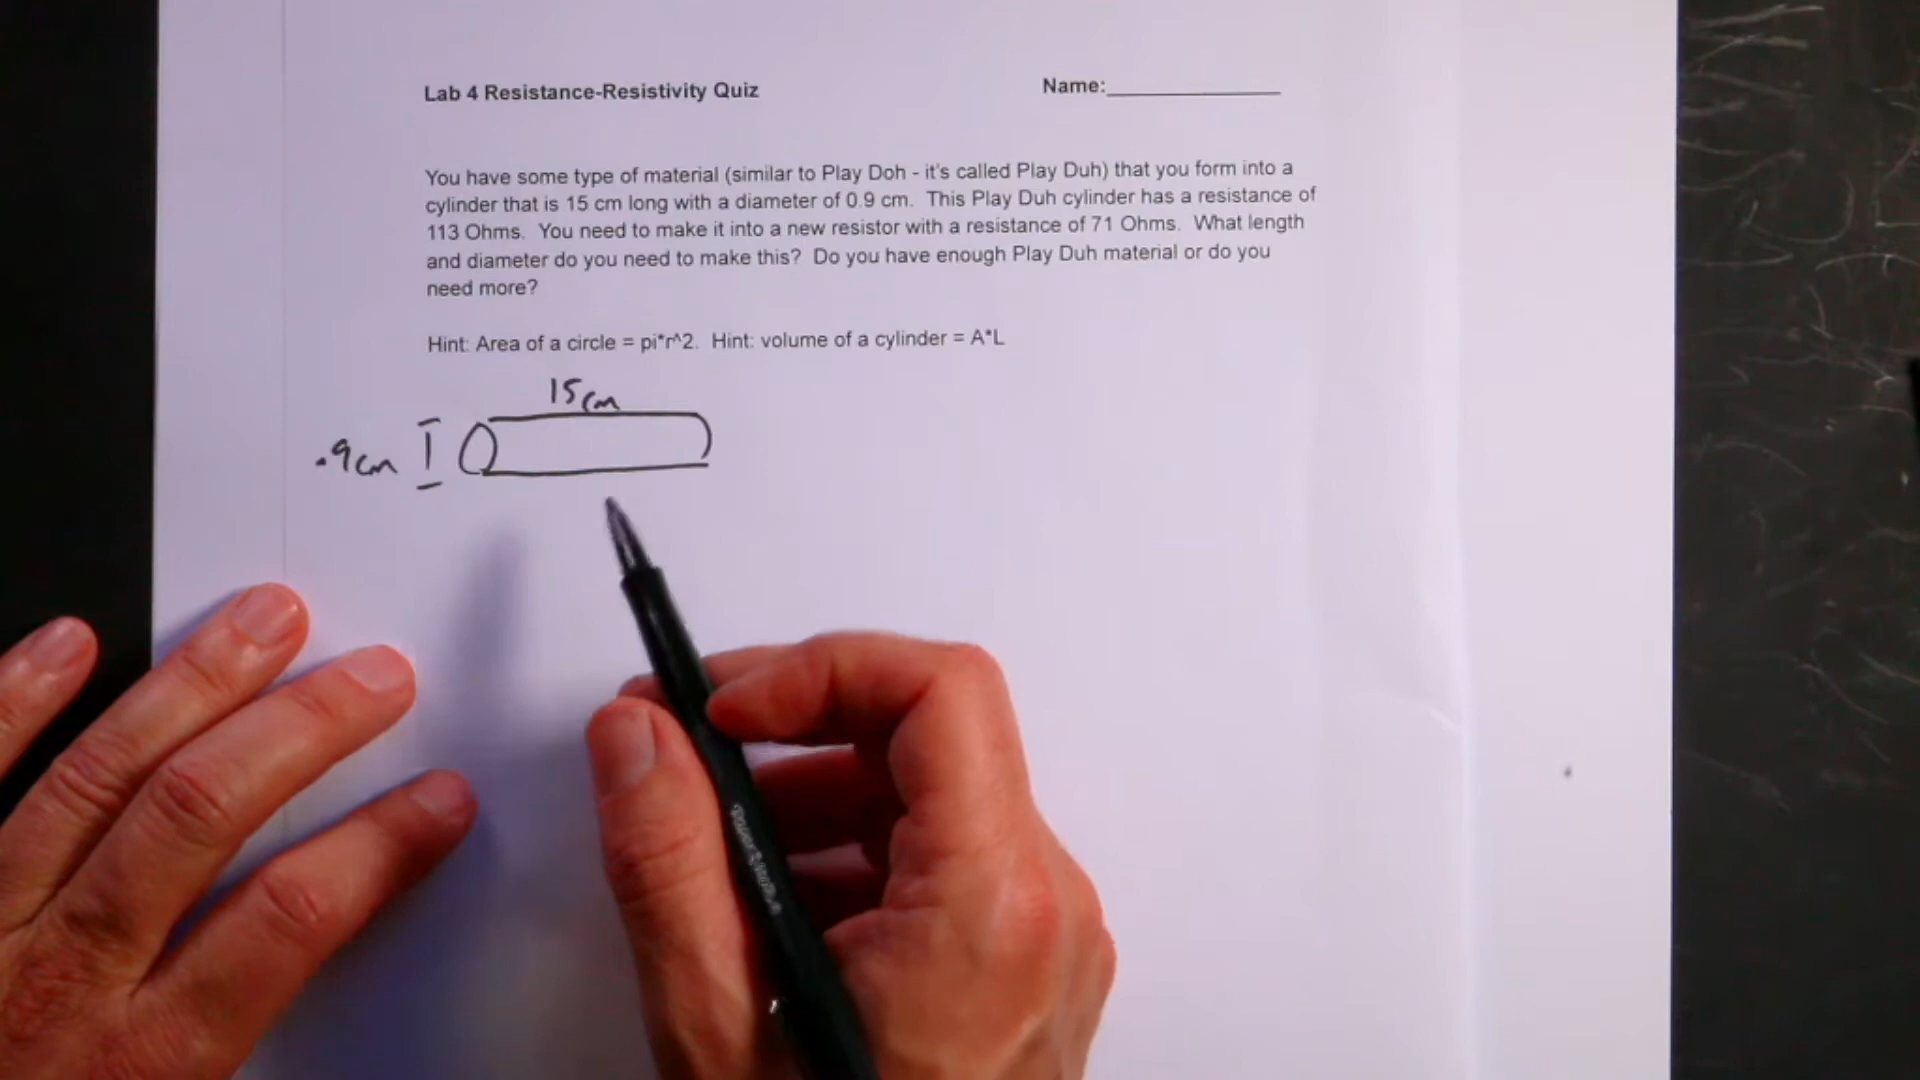 Lab 4 Resistance-Resistivity Quiz Name:_______________
You have some type of material (similar to Play Doh - it's called Play Duh) that you form into a
cylinder that is 15 cm long with a diameter of 0.9 cm. This Play Duh cylinder has a resistance of
113 Ohms. You need to make it into a new resistor with a resistance of 71 Ohms. What length
and diameter do you need to make this? Do you have enough Play Duh material or do you
need more?
Hint: Area of a circle = pi*r^2. Hint: volume of a cylinder = A*L
15cm
.9cm